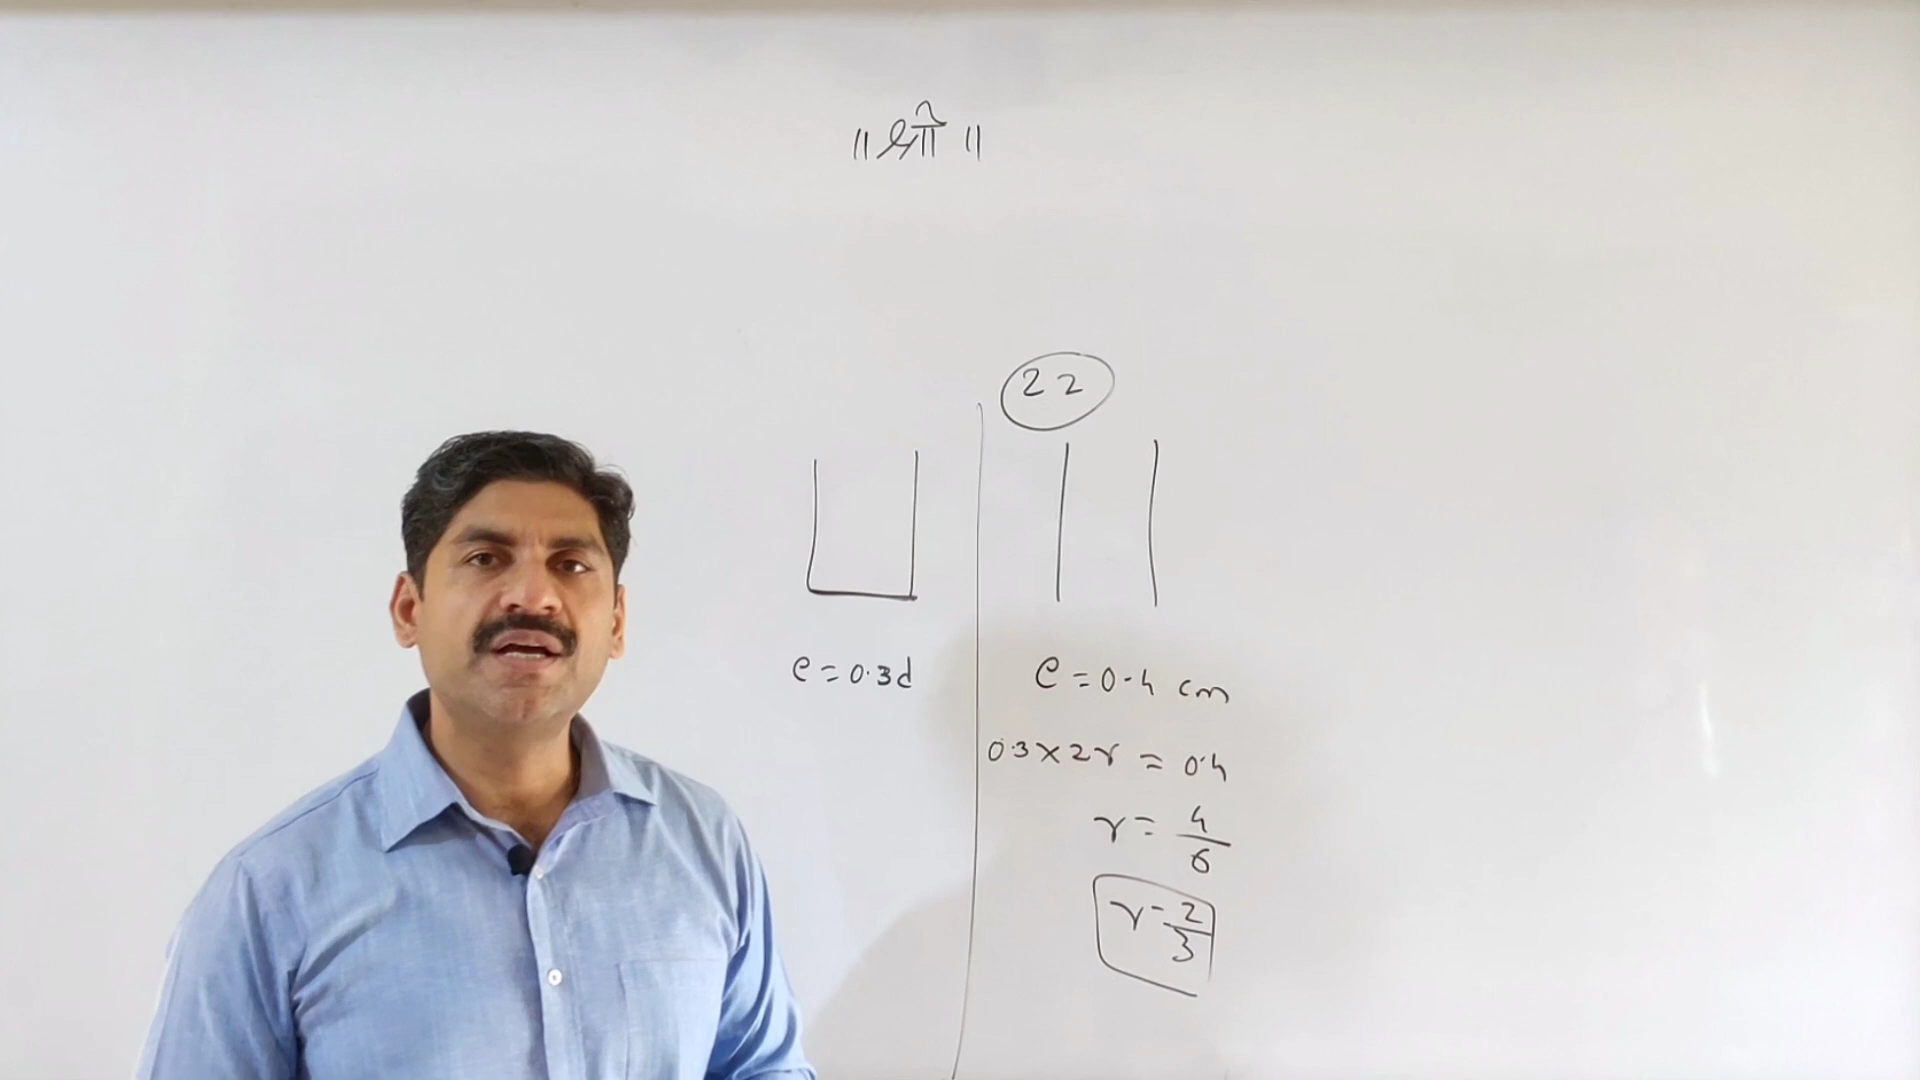 ॥ श्री ॥
22
e = 0.3d
e = 0.4 cm
0.3 × 2r = 0.4
r = 4/6
r = 2/3